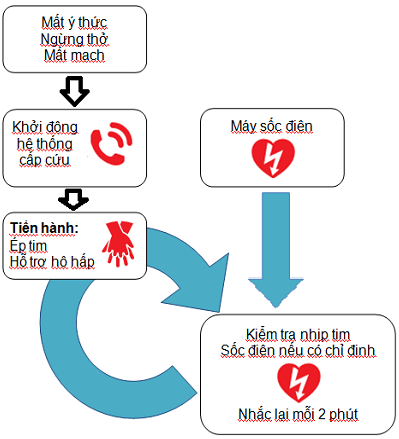 Mất ý thức
Ngừng thở
Mất mạch
Khởi động
hệ thống
cấp cứu
Máy sốc điện
Tiến hành:
Ép tim
Hỗ trợ hô hấp
Kiểm tra nhịp tim
Sốc điện nếu có chỉ định
Nhắc lại mỗi 2 phút